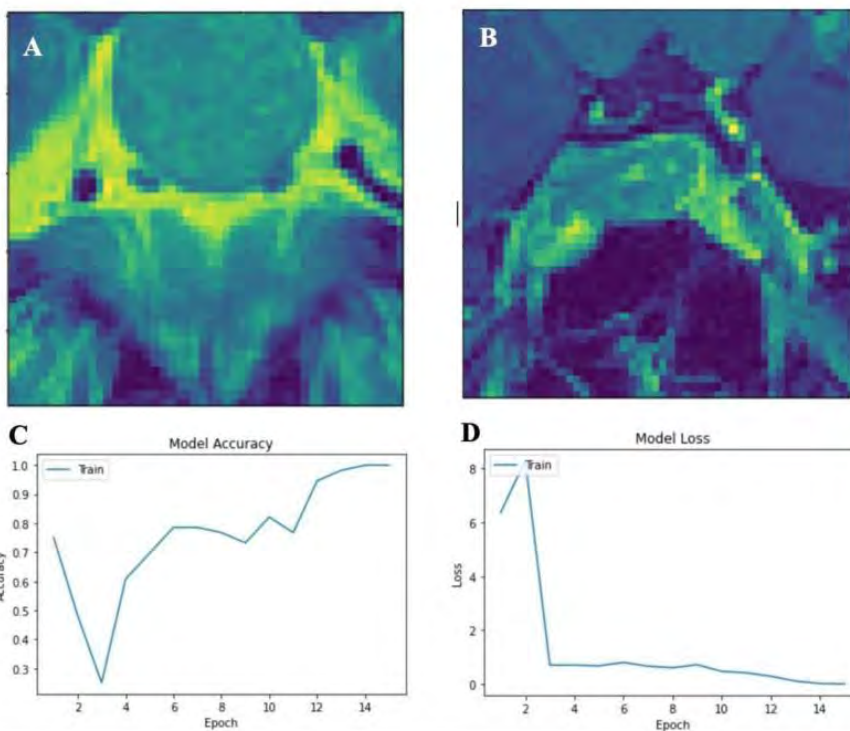 A
B
C
Model Accuracy
Train
1.0
0.9
0.8
0.7
0.6
0.5
0.4
0.3
Accuracy
2 4 6 8 10 12 14
Epoch
D
Model Loss
Train
8
6
4
2
0
Loss
2 4 6 8 10 12 14
Epoch